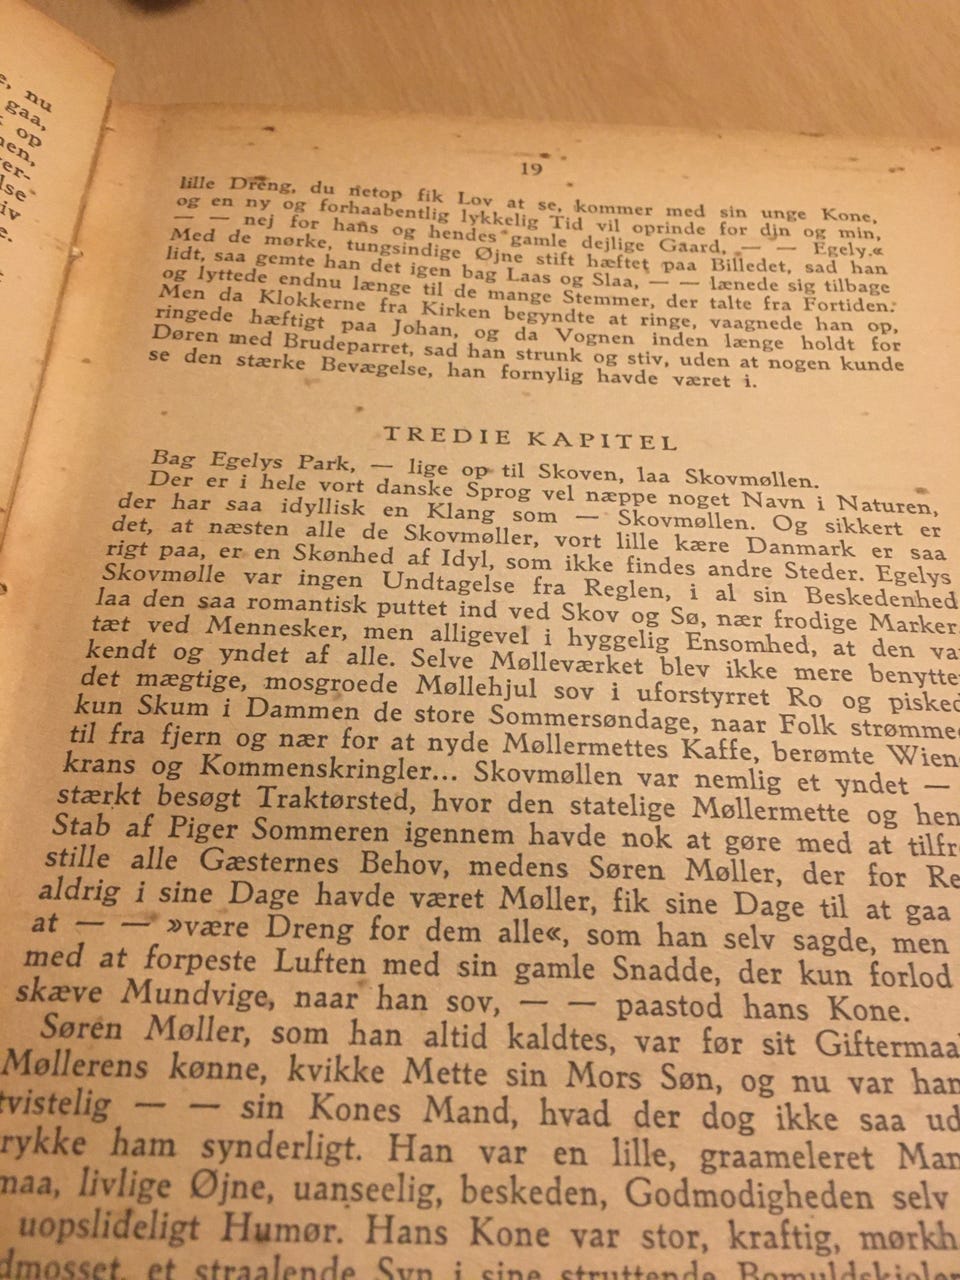 nu
gaa,
op
19
lille Dreng, du netop fik Lov at se, kommer med sin unge Kone,
og en ny og forhaabentlig lykkelig Tid vil oprinde for din og min,
— — nej for hans og hendes gamle dejlige Gaard, — — Egely.«
Med de mørke, tungsindige Øjne stift hæftet paa Billedet, sad han
lidt, saa gemte han det igen bag Laas og Slaa, — — lænede sig tilbage
og lyttede endnu længe til de mange Stemmer, der talte fra Fortiden.
Men da Klokkerne fra Kirken begyndte at ringe, vaagnede han op,
ringede hæftigt paa Johan, og da Vognen inden længe holdt for
Døren med Brudeparret, sad han strunk og stiv, uden at nogen kunde
se den stærke Bevægelse, han fornylig havde været i.
TREDIE KAPITEL
Bag Egelys Park, — lige op til Skoven, laa Skovmøllen.
Der er i hele vort danske Sprog vel næppe noget Navn i Naturen,
der har saa idyllisk en Klang som — Skovmøllen. Og sikkert er
det, at næsten alle de Skovmøller, vort lille kære Danmark er saa
rigt paa, er en Skønhed af Idyl, som ikke findes andre Steder. Egelys
Skovmølle var ingen Undtagelse fra Reglen, i al sin Beskedenhed
laa den saa romantisk puttet ind ved Skov og Sø, nær frodige Marker,
tæt ved Mennesker, men alligevel i hyggelig Ensomhed, at den va
kendt og yndet af alle. Selve Mølleværket blev ikke mere benytte
det mægtige, mosgroede Møllehjul sov i uforstyrret Ro og pisked
kun Skum i Dammen de store Sommersøndage, naar Folk strømme
til fra fjern og nær for at nyde Møllermettes Kaffe, berømte Wien
krans og Kommenskringler... Skovmøllen var nemlig et yndet —
stærkt besøgt Traktørsted, hvor den statelige Møllermette og hen
Stab af Piger Sommeren igennem havde nok at gøre med at tilfr
stille alle Gæsternes Behov, medens Søren Møller, der for Re
aldrig i sine Dage havde været Møller, fik sine Dage til at gaa
at — — »være Dreng for dem alle«, som han selv sagde, men
med at forpeste Luften med sin gamle Snadde, der kun forlod
skæve Mundvige, naar han sov, — — paastod hans Kone.
Søren Møller, som han altid kaldtes, var før sit Giftermaa
Møllerens kønne, kvikke Mette sin Mors Søn, og nu var han
tvistelig — — sin Kones Mand, hvad der dog ikke saa ud
rykke ham synderligt. Han var en lille, graameleret Man
maa, livlige Øjne, uanseelig, beskeden, Godmodigheden selv
uopslideligt Humør. Hans Kone var stor, kraftig, mørkh
dmosset, et straalende Syn i sine struttende Bomuldskjoler